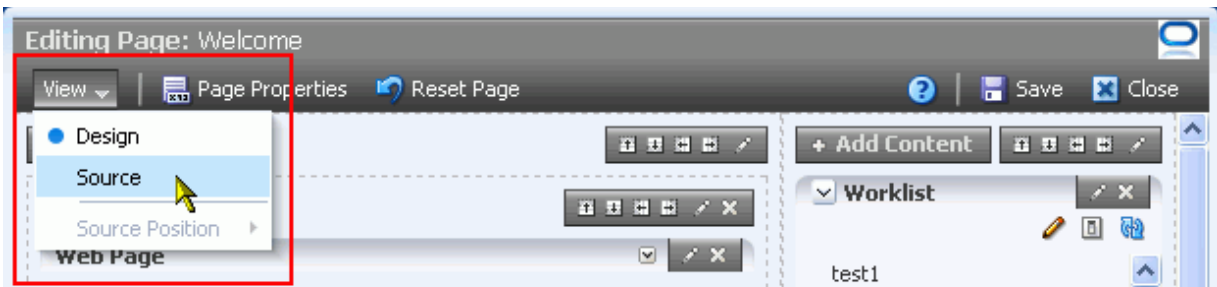 Editing Page: Welcome
View Page Properties Reset Page Save Close
Design
+ Add Content
Source
Worklist
Source Position
Web Page
test1